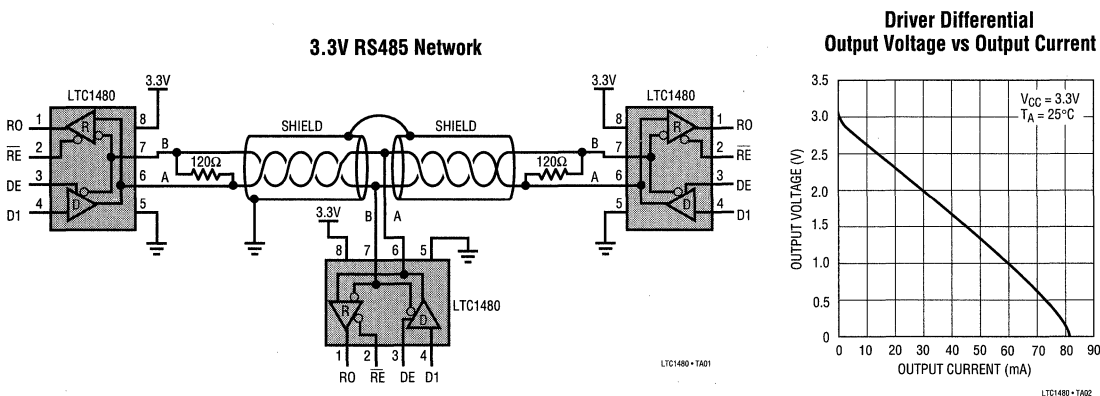 3.3V RS485 Network
3.3V
LTC1480
RO 1
R
8
RE 2
7
B
DE 3
6
A
D1 4
D
5
120Ω
SHIELD
SHIELD
120Ω
B
A
3.3V
LTC1480
8
R
1 RO
7
2 RE
6
3 DE
5
D
4 D1
3.3V
B
A
8
7
6
5
R
D
LTC1480
1
2
3
4
RO
RE
DE
D1
LTC1480 • TA01
Driver Differential
Output Voltage vs Output Current
VCC = 3.3V
TA = 25°C
OUTPUT VOLTAGE (V)
3.5
3.0
2.5
2.0
1.5
1.0
0.5
0
0 10 20 30 40 50 60 70 80 90
OUTPUT CURRENT (mA)
LTC1480 • TA02